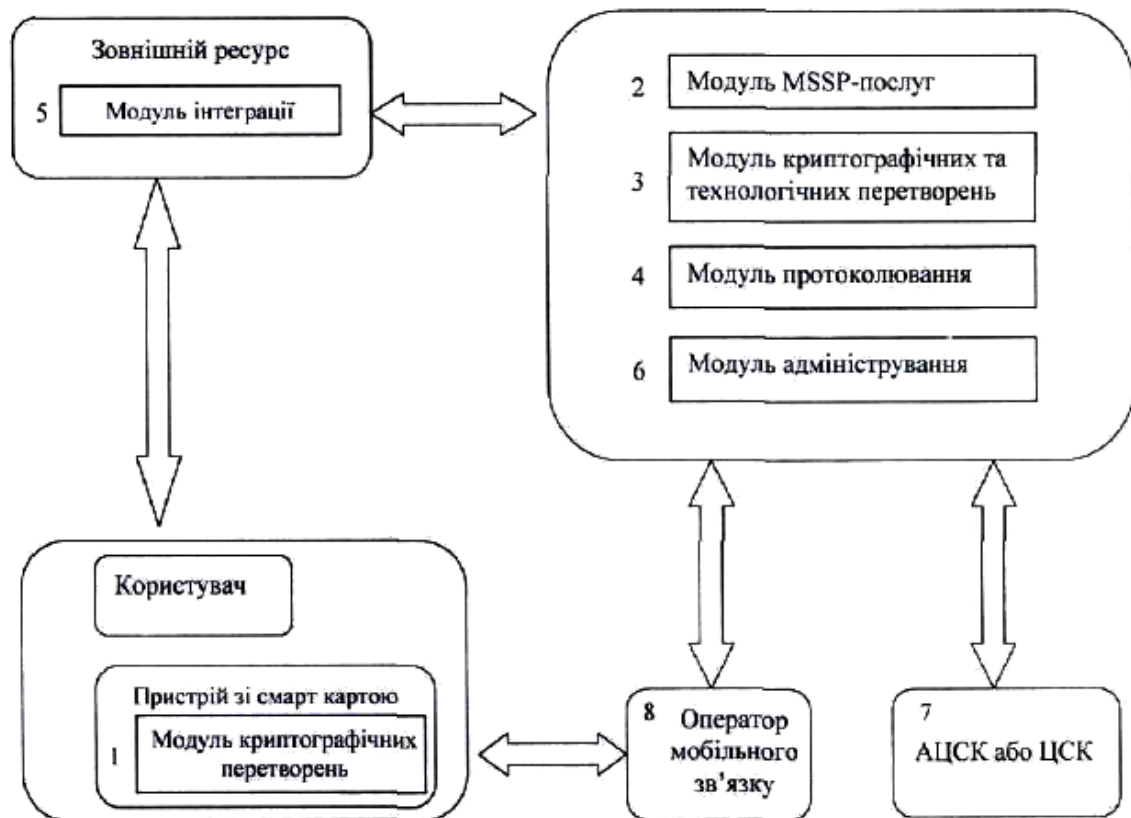 Зовнішній ресурс
5 Модуль інтеграції
2 Модуль MSSP-послуг
3 Модуль криптографічних та
технологічних перетворень
4 Модуль протоколювання
6 Модуль адміністрування
Користувач
Пристрій зі смарт картою
1 Модуль криптографічних
перетворень
8 Оператор
мобільного
зв’язку
7
АЦСК або ЦСК